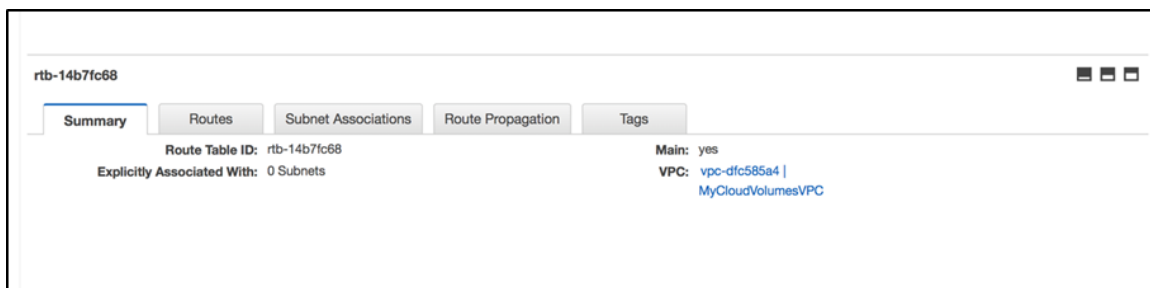 rtb-14b7fc68
Summary Routes Subnet Associations Route Propagation Tags
Route Table ID: rtb-14b7fc68 Main: yes
Explicitly Associated With: 0 Subnets VPC: vpc-dfc585a4 |
MyCloudVolumesVPC